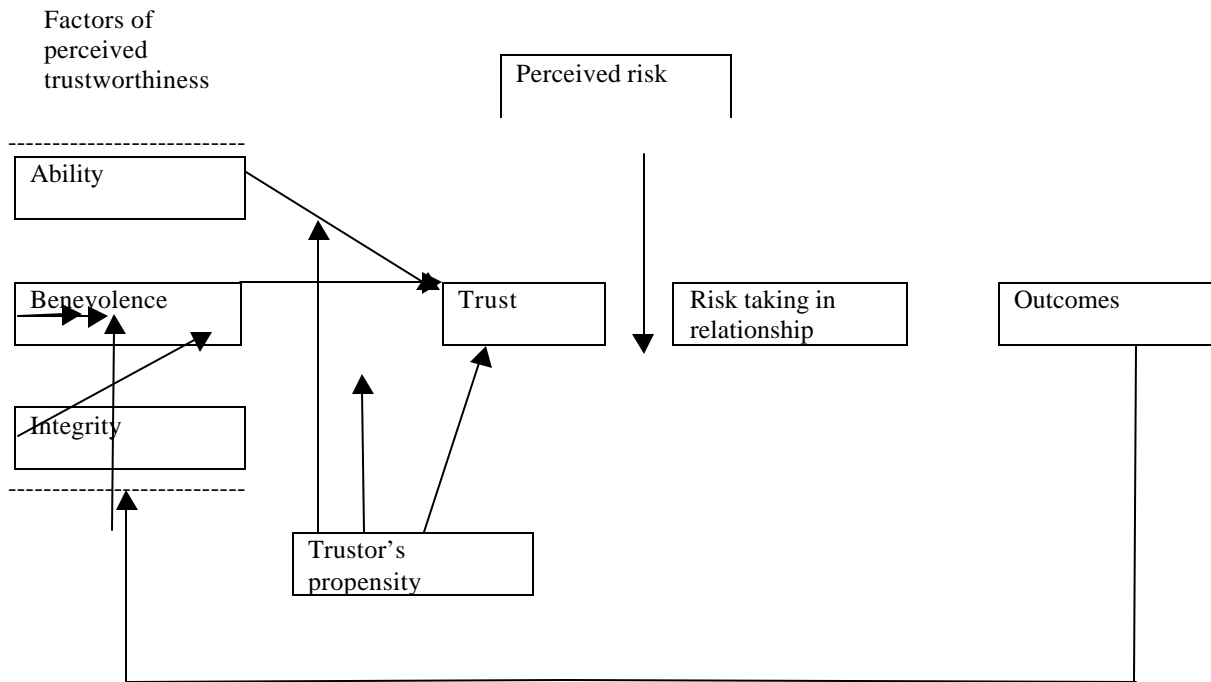 Factors of
perceived
trustworthiness
Perceived risk
Ability
Benevolence
Trust
Risk taking in
relationship
Outcomes
Integrity
Trustor’s
propensity